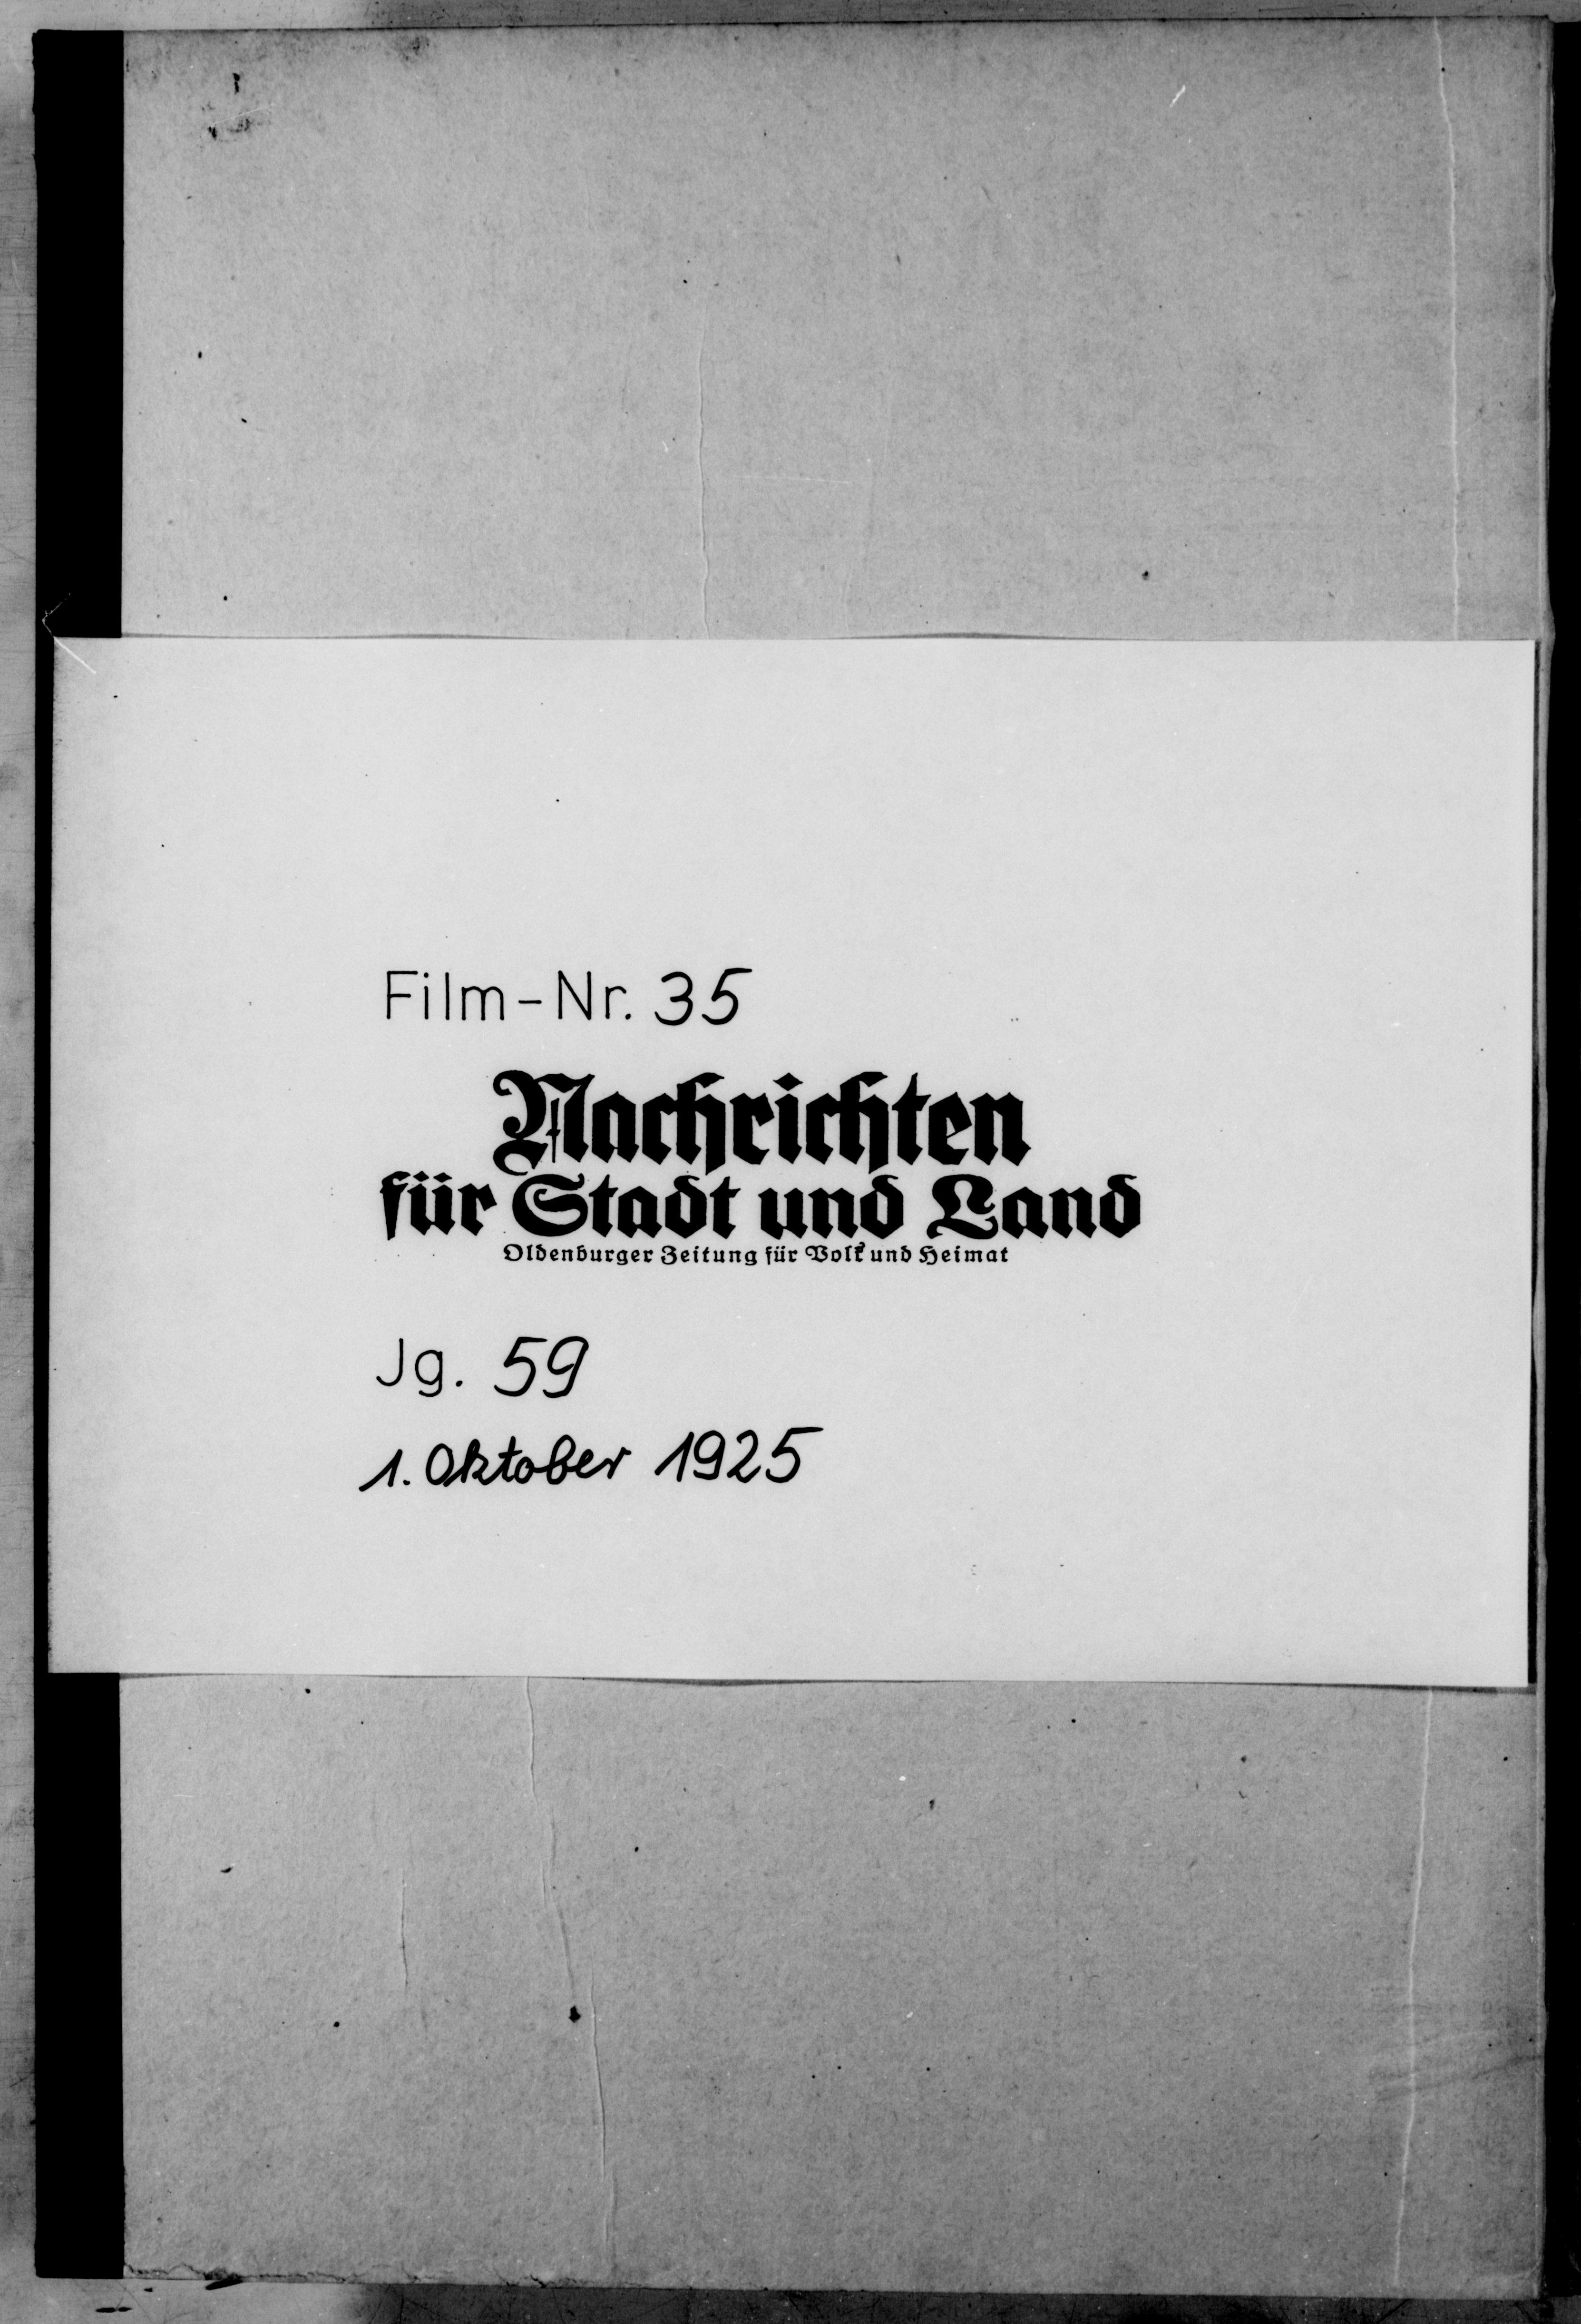 Film-Nr. 35
Nachrichten
für Stadt und Land
Oldenburger Zeitung für Volk und Heimat
Jg. 59
1. Oktober 1925